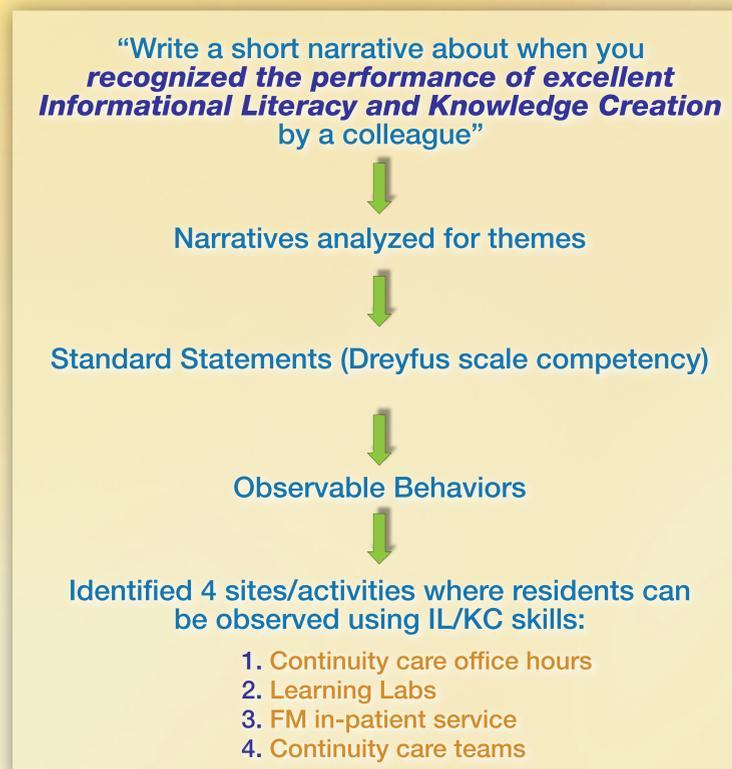 “Write a short narrative about when you
recognized the performance of excellent
Informational Literacy and Knowledge Creation
by a colleague”
Narratives analyzed for themes
Standard Statements (Dreyfus scale competency)
Observable Behaviors
Identified 4 sites/activities where residents can
be observed using IL/KC skills:
1. Continuity care office hours
2. Learning Labs
3. FM in-patient service
4. Continuity care teams